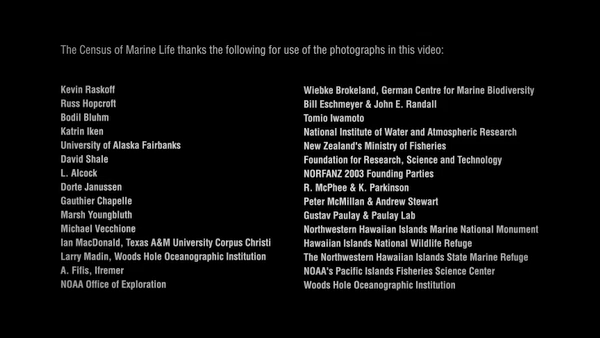 The Census of Marine Life thanks the following for use of the photographs in this video:
Kevin Raskoff
Russ Hopcroft
Bodil Bluhm
Katrin Iken
University of Alaska Fairbanks
David Shale
L. Alcock
Dorte Janussen
Gauthier Chapelle
Marsh Youngbluth
Michael Vecchione
Ian MacDonald, Texas A&M University Corpus Christi
Larry Madin, Woods Hole Oceanographic Institution
A. Fifis, Ifremer
NOAA Office of Exploration
Wiebke Brokeland, German Centre for Marine Biodiversity
Bill Eschmeyer & John E. Randall
Tomio Iwamoto
National Institute of Water and Atmospheric Research
New Zealand's Ministry of Fisheries
Foundation for Research, Science and Technology
NORFANZ 2003 Founding Parties
R. McPhee & K. Parkinson
Peter McMillan & Andrew Stewart
Gustav Paulay & Paulay Lab
Northwestern Hawaiian Islands Marine National Monument
Hawaiian Islands National Wildlife Refuge
The Northwestern Hawaiian Islands State Marine Refuge
NOAA's Pacific Islands Fisheries Science Center
Woods Hole Oceanographic Institution